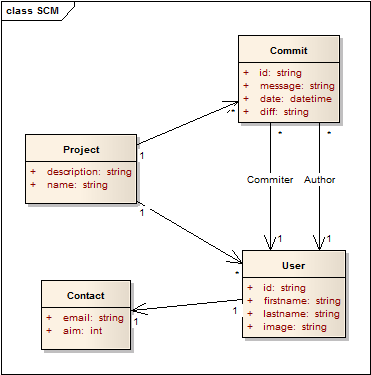 class SCM
Commit
+ id: string
+ message: string
+ date: datetime
+ diff: string
*
1
*
*
Project
+ description: string
+ name: string
Commiter
Author
1
1
1
*
User
+ id: string
+ firstname: string
+ lastname: string
+ image: string
Contact
+ email: string
+ aim: int
1
1